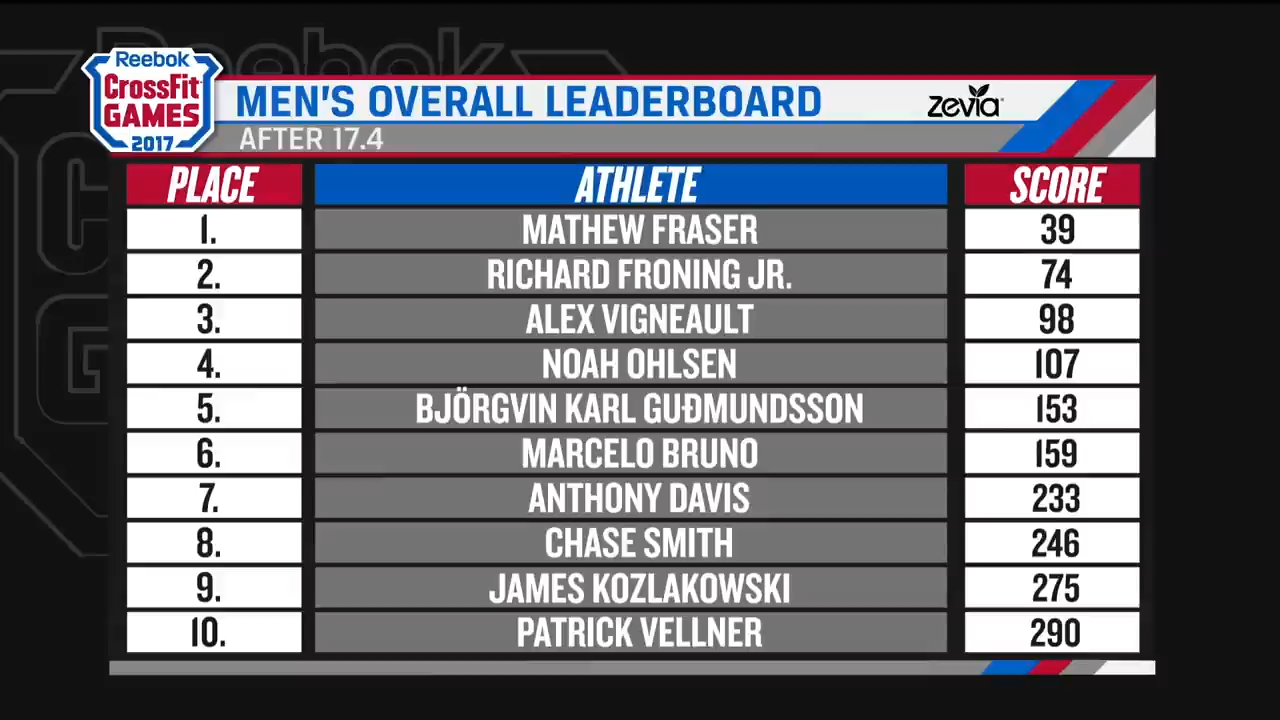 Reebok
Reebok
CrossFit
GAMES
2017
MEN'S OVERALL LEADERBOARD
zevia
AFTER 17.4
PLACE ATHLETE SCORE
1. MATHEW FRASER 39
2. RICHARD FRONING JR. 74
3. ALEX VIGNEAULT 98
4. NOAH OHLSEN 107
5. BJÖRGVIN KARL GUÐMUNDSSON 153
6. MARCELO BRUNO 159
7. ANTHONY DAVIS 233
8. CHASE SMITH 246
9. JAMES KOZLAKOWSKI 275
10. PATRICK VELLNER 290